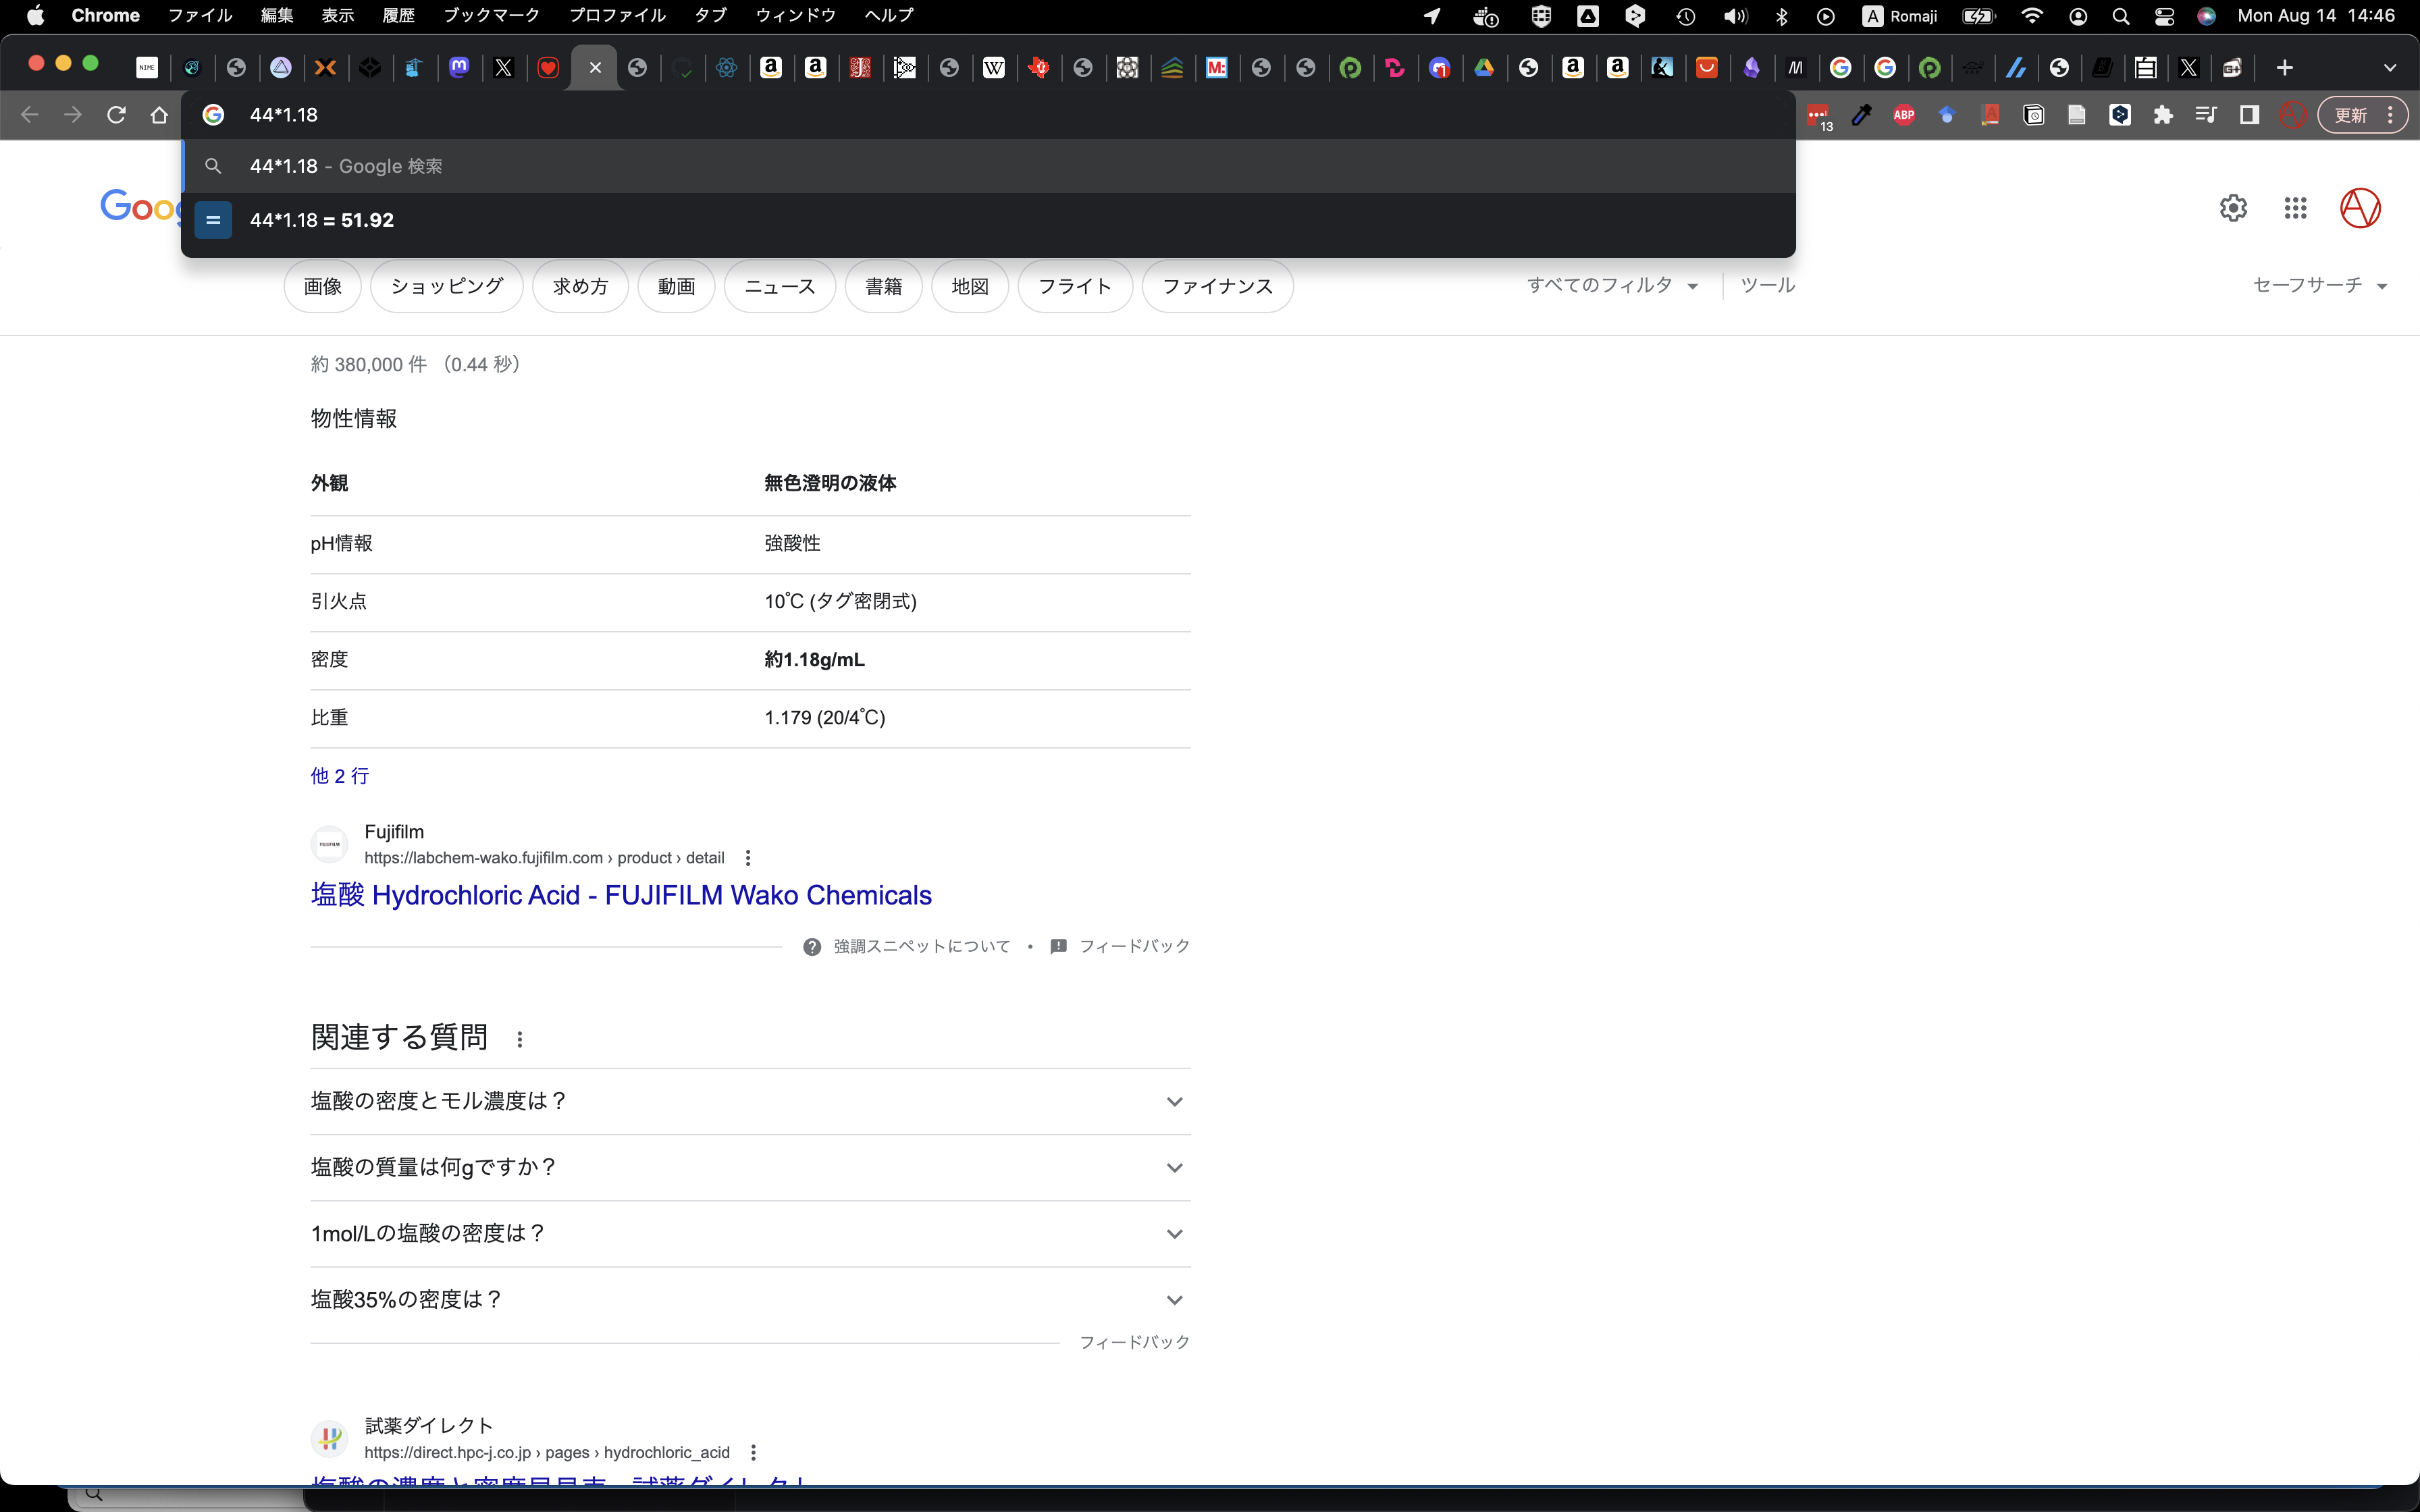 Chrome ファイル 編集 表示 履歴 ブックマーク プロファイル タブ ウィンドウ ヘルプ A Romaji Mon Aug 14 14:46
44*1.18
13
ABP
更新
44*1.18 - Google 検索
44*1.18 = 51.92
画像 ショッピング 求め方 動画 ニュース 書籍 地図 フライト ファイナンス すべてのフィルタ ツール セーフサーチ
約 380,000 件 （0.44 秒）
物性情報
外観 無色澄明の液体
pH情報 強酸性
引火点 10℃ (タグ密閉式)
密度 約1.18g/mL
比重 1.179 (20/4℃)
他 2 行
Fujifilm
https://labchem-wako.fujifilm.com › product › detail
塩酸 Hydrochloric Acid - FUJIFILM Wako Chemicals
強調スニペットについて • フィードバック
関連する質問
塩酸の密度とモル濃度は？
塩酸の質量は何gですか？
1mol/Lの塩酸の密度は？
塩酸35%の密度は？
フィードバック
試薬ダイレクト
https://direct.hpc-j.co.jp › pages › hydrochloric_acid